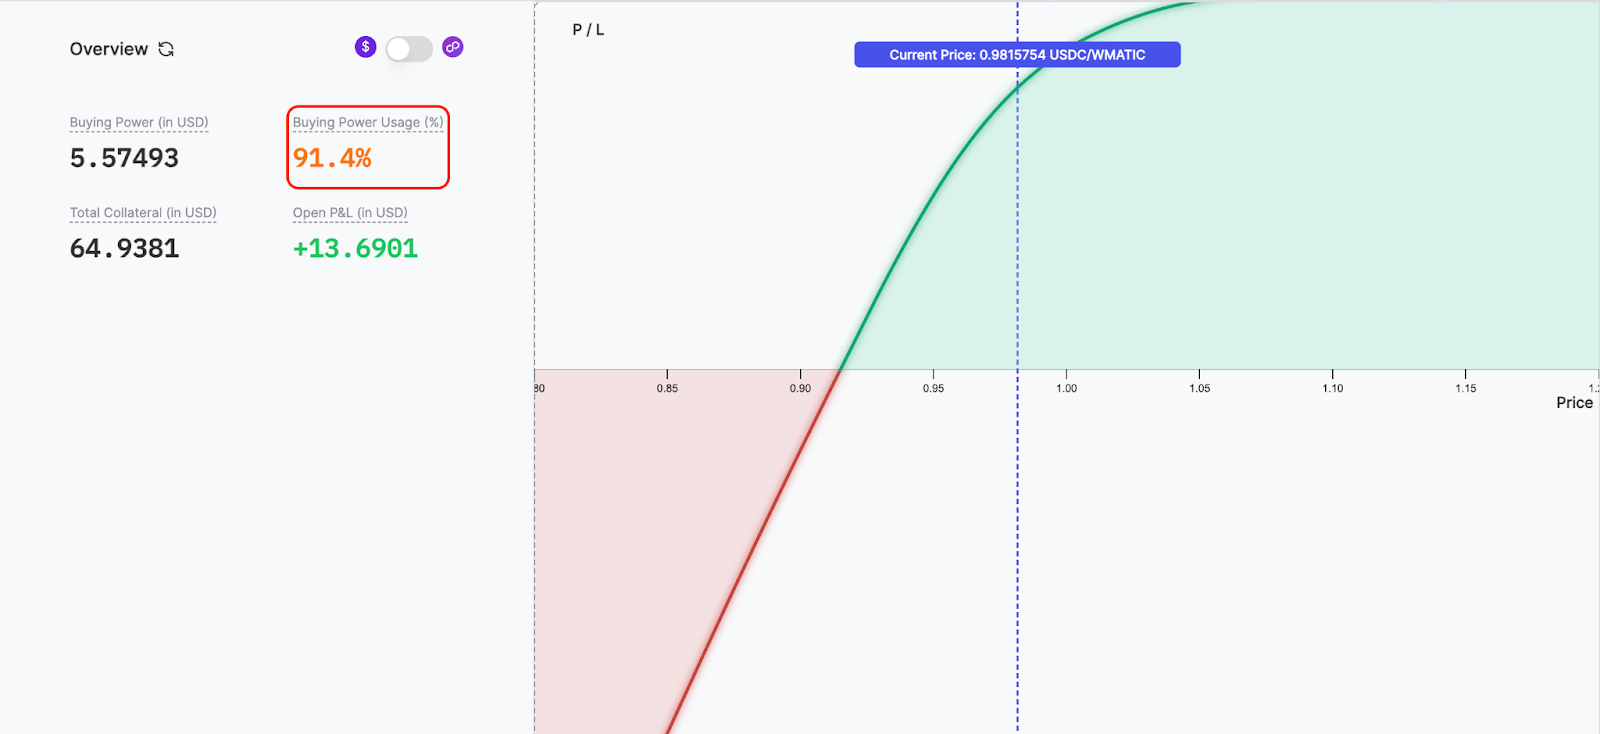 Overview
$
Buying Power (in USD)
5.57493
Buying Power Usage (%)
91.4%
Total Collateral (in USD)
64.9381
Open P&L (in USD)
+13.6901
P / L
Current Price: 0.9815754 USDC/WMATIC
80
0.85
0.90
0.95
1.00
1.05
1.10
1.15
1.
Price